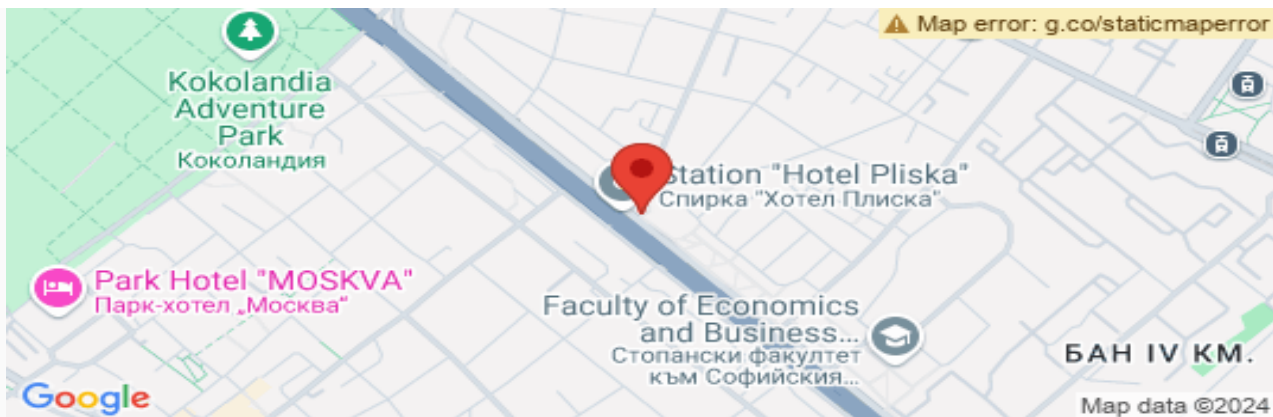 Map error: g.co/staticmaperror
Kokolandia
Adventure
Park
Коколандия
Station "Hotel Pliska"
Спирка "Хотел Плиска"
Park Hotel "MOSKVA"
Парк-хотел „Москва“
Faculty of Economics
and Business...
Стопански факултет
към Софийския...
БАН IV КМ.
Google
Map data ©2024